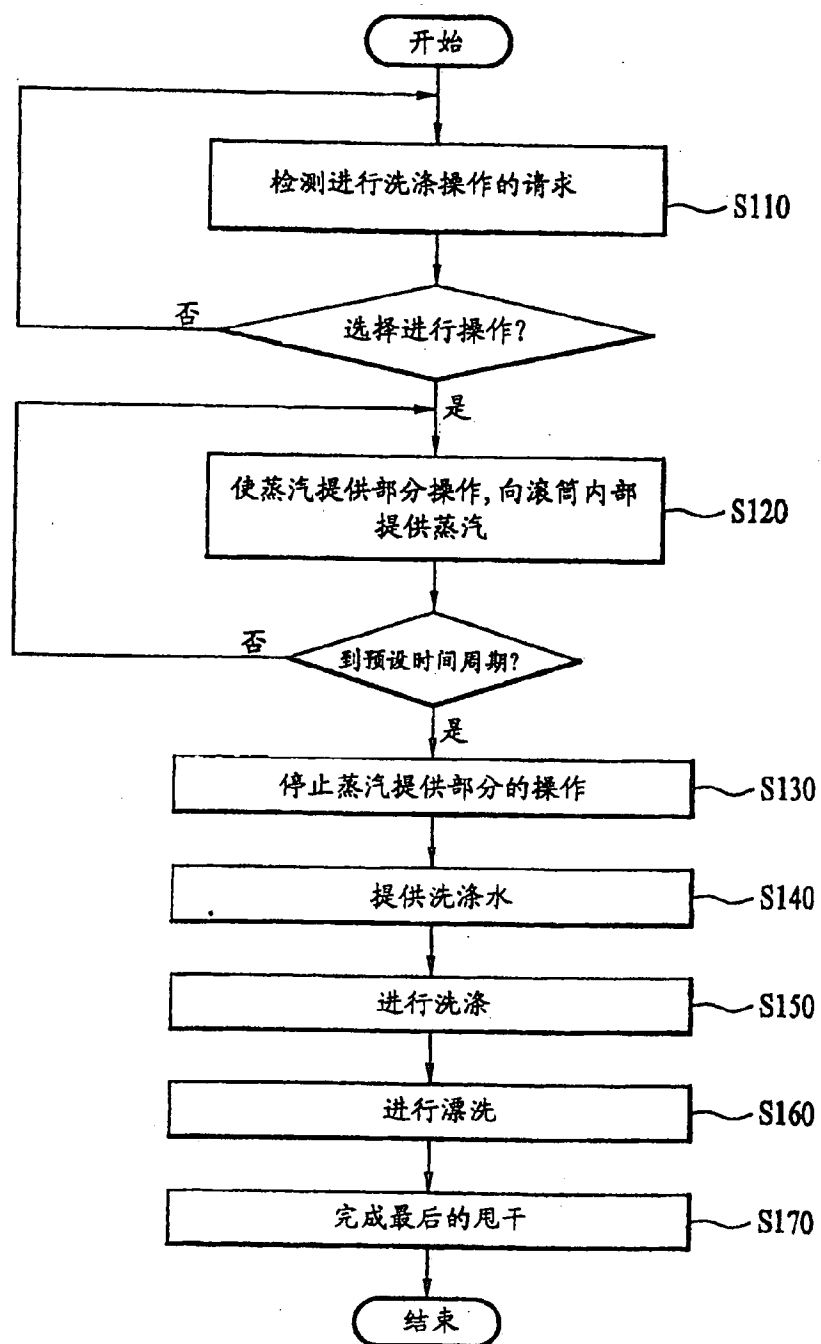 开始
检测进行洗涤操作的请求
S110
否
选择进行操作？
是
使蒸汽提供部分操作，向滚筒内部
提供蒸汽
S120
否
到预设时间周期？
是
停止蒸汽提供部分的操作
S130
提供洗涤水
S140
进行洗涤
S150
进行漂洗
S160
完成最后的甩干
S170
结束